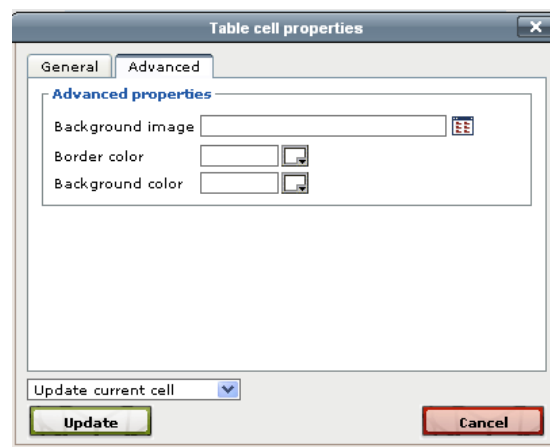 Table cell properties
General Advanced
Advanced properties
Background image
Border color
Background color
Update current cell
Update Cancel